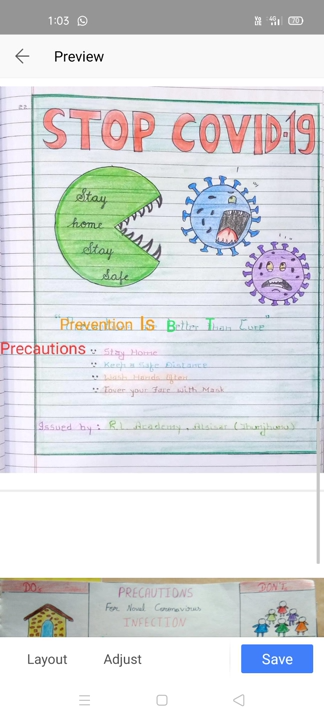 1:03
70
Preview
STOP COVID-19
Stay
home
Stay
Safe
"Prevention Is Better Than Cure"
Precautions
Stay Home
Keep a Safe Distance
Wash Hands Often
Cover your Face with Mask
Issued by: R.L. Academy,
DOs
PRECAUTIONS
DON'Ts
For Novel Coronavirus
INFECTION
Layout
Adjust
Save